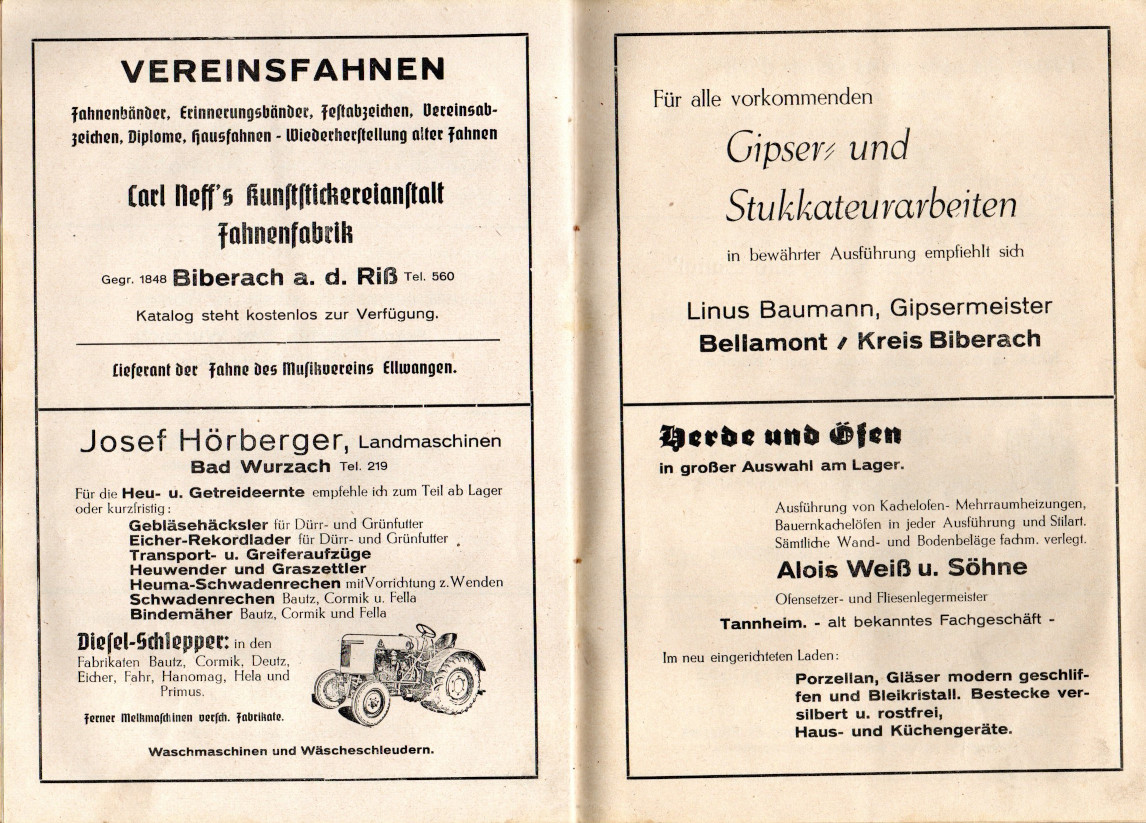 VEREINSFAHNEN
Fahnenbänder, Erinnerungsbänder, Festabzeichen, Vereinsab-
zeichen, Diplome, Hausfahnen - Wiederherstellung alter Fahnen
Carl Neff's Kunststickereianstalt
Fahnenfabrik
Gegr. 1848 Biberach a. d. Riß Tel. 560
Katalog steht kostenlos zur Verfügung.
Lieferant der Fahne des Musikvereins Ellwangen.
Josef Hörberger, Landmaschinen
Bad Wurzach Tel. 219
Für die Heu- u. Getreideernte empfehle ich zum Teil ab Lager
oder kurzfristig:
Gebläsehäcksler für Dürr- und Grünfutter
Eicher-Rekordlader für Dürr- und Grünfutter
Transport- u. Greiferaufzüge
Heuwender und Graszettler
Heuma-Schwadenrechen mit Vorrichtung z. Wenden
Schwadenrechen Bautz, Cormik u. Fella
Bindemäher Bautz, Cormik und Fella
Diesel-Schlepper: in den
Fabrikaten Bautz, Cormik, Deutz,
Eicher, Fahr, Hanomag, Hela und
Primus.
Ferner Melkmaschinen versch. Fabrikate.
Waschmaschinen und Wäscheschleudern.
Für alle vorkommenden
Gipser- und
Stukkateurarbeiten
in bewährter Ausführung empfiehlt sich
Linus Baumann, Gipsermeister
Bellamont / Kreis Biberach
Herde und Öfen
in großer Auswahl am Lager.
Ausführung von Kachelofen- Mehrraumheizungen,
Bauernkachelöfen in jeder Ausführung und Stilart.
Sämtliche Wand- und Bodenbeläge fachm. verlegt.
Alois Weiß u. Söhne
Ofensetzer- und Fliesenlegermeister
Tannheim. - alt bekanntes Fachgeschäft -
Im neu eingerichteten Laden:
Porzellan, Gläser modern geschlif-
fen und Bleikristall. Bestecke ver-
silbert u. rostfrei,
Haus- und Küchengeräte.